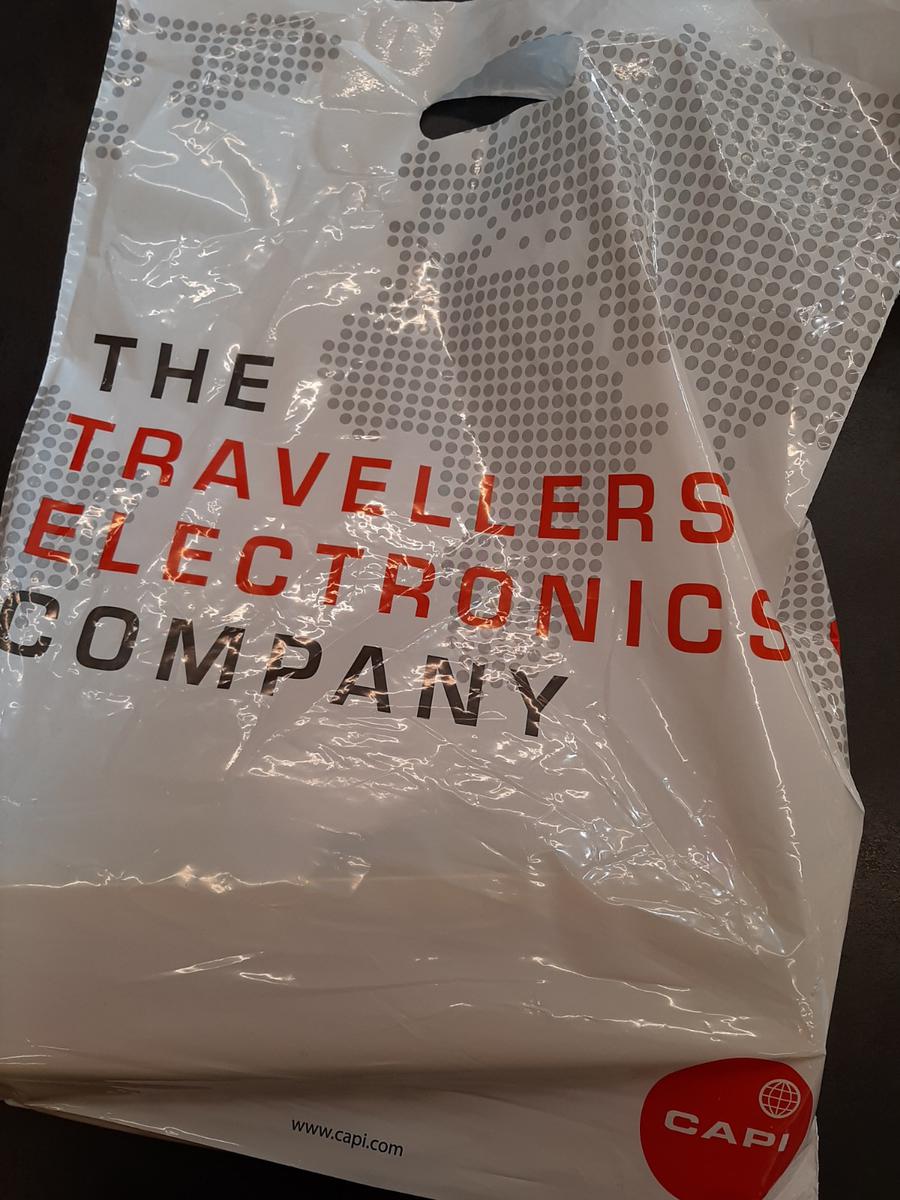 THE
TRAVELLERS
ELECTRONICS
COMPANY
www.capi.com
CAPI